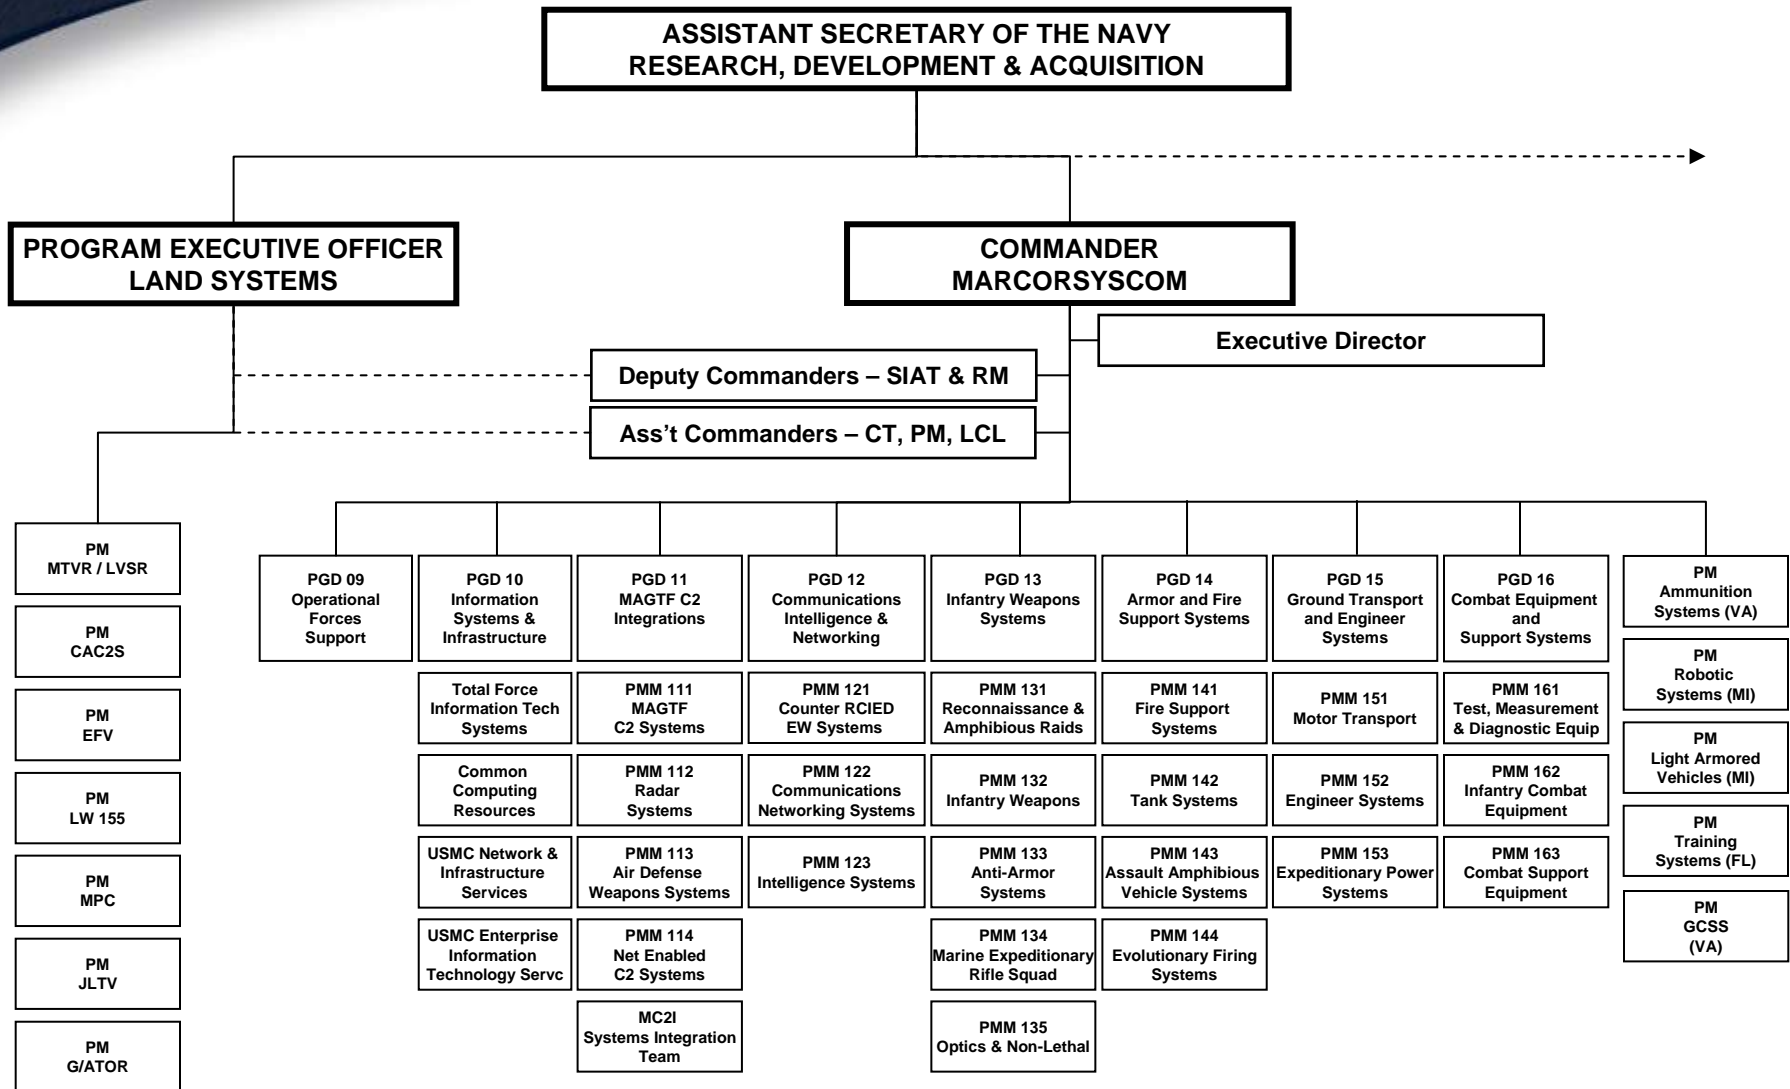 ASSISTANT SECRETARY OF THE NAVY
RESEARCH, DEVELOPMENT & ACQUISITION
PROGRAM EXECUTIVE OFFICER
LAND SYSTEMS
COMMANDER
MARCORSYSCOM
Executive Director
Deputy Commanders – SIAT & RM
Ass't Commanders – CT, PM, LCL
PM
MTVR / LVSR
PM
CAC2S
PM
EFV
PM
LW 155
PM
MPC
PM
JLTV
PM
G/ATOR
PGD 09
Operational
Forces
Support
PGD 10
Information
Systems &
Infrastructure
Total Force
Information Tech
Systems
Common
Computing
Resources
USMC Network &
Infrastructure
Services
USMC Enterprise
Information
Technology Servc
PGD 11
MAGTF C2
Integrations
PMM 111
MAGTF
C2 Systems
PMM 112
Radar
Systems
PMM 113
Air Defense
Weapons Systems
PMM 114
Net Enabled
C2 Systems
MC2I
Systems Integration
Team
PGD 12
Communications
Intelligence &
Networking
PMM 121
Counter RCIED
EW Systems
PMM 122
Communications
Networking Systems
PMM 123
Intelligence Systems
PGD 13
Infantry Weapons
Systems
PMM 131
Reconnaissance &
Amphibious Raids
PMM 132
Infantry Weapons
PMM 133
Anti-Armor
Systems
PMM 134
Marine Expeditionary
Rifle Squad
PMM 135
Optics & Non-Lethal
PGD 14
Armor and Fire
Support Systems
PMM 141
Fire Support
Systems
PMM 142
Tank Systems
PMM 143
Assault Amphibious
Vehicle Systems
PMM 144
Evolutionary Firing
Systems
PGD 15
Ground Transport
and Engineer
Systems
PMM 151
Motor Transport
PMM 152
Engineer Systems
PMM 153
Expeditionary Power
Systems
PGD 16
Combat Equipment
and
Support Systems
PMM 161
Test, Measurement
& Diagnostic Equip
PMM 162
Infantry Combat
Equipment
PMM 163
Combat Support
Equipment
PM
Ammunition
Systems (VA)
PM
Robotic
Systems (MI)
PM
Light Armored
Vehicles (MI)
PM
Training
Systems (FL)
PM
GCSS
(VA)